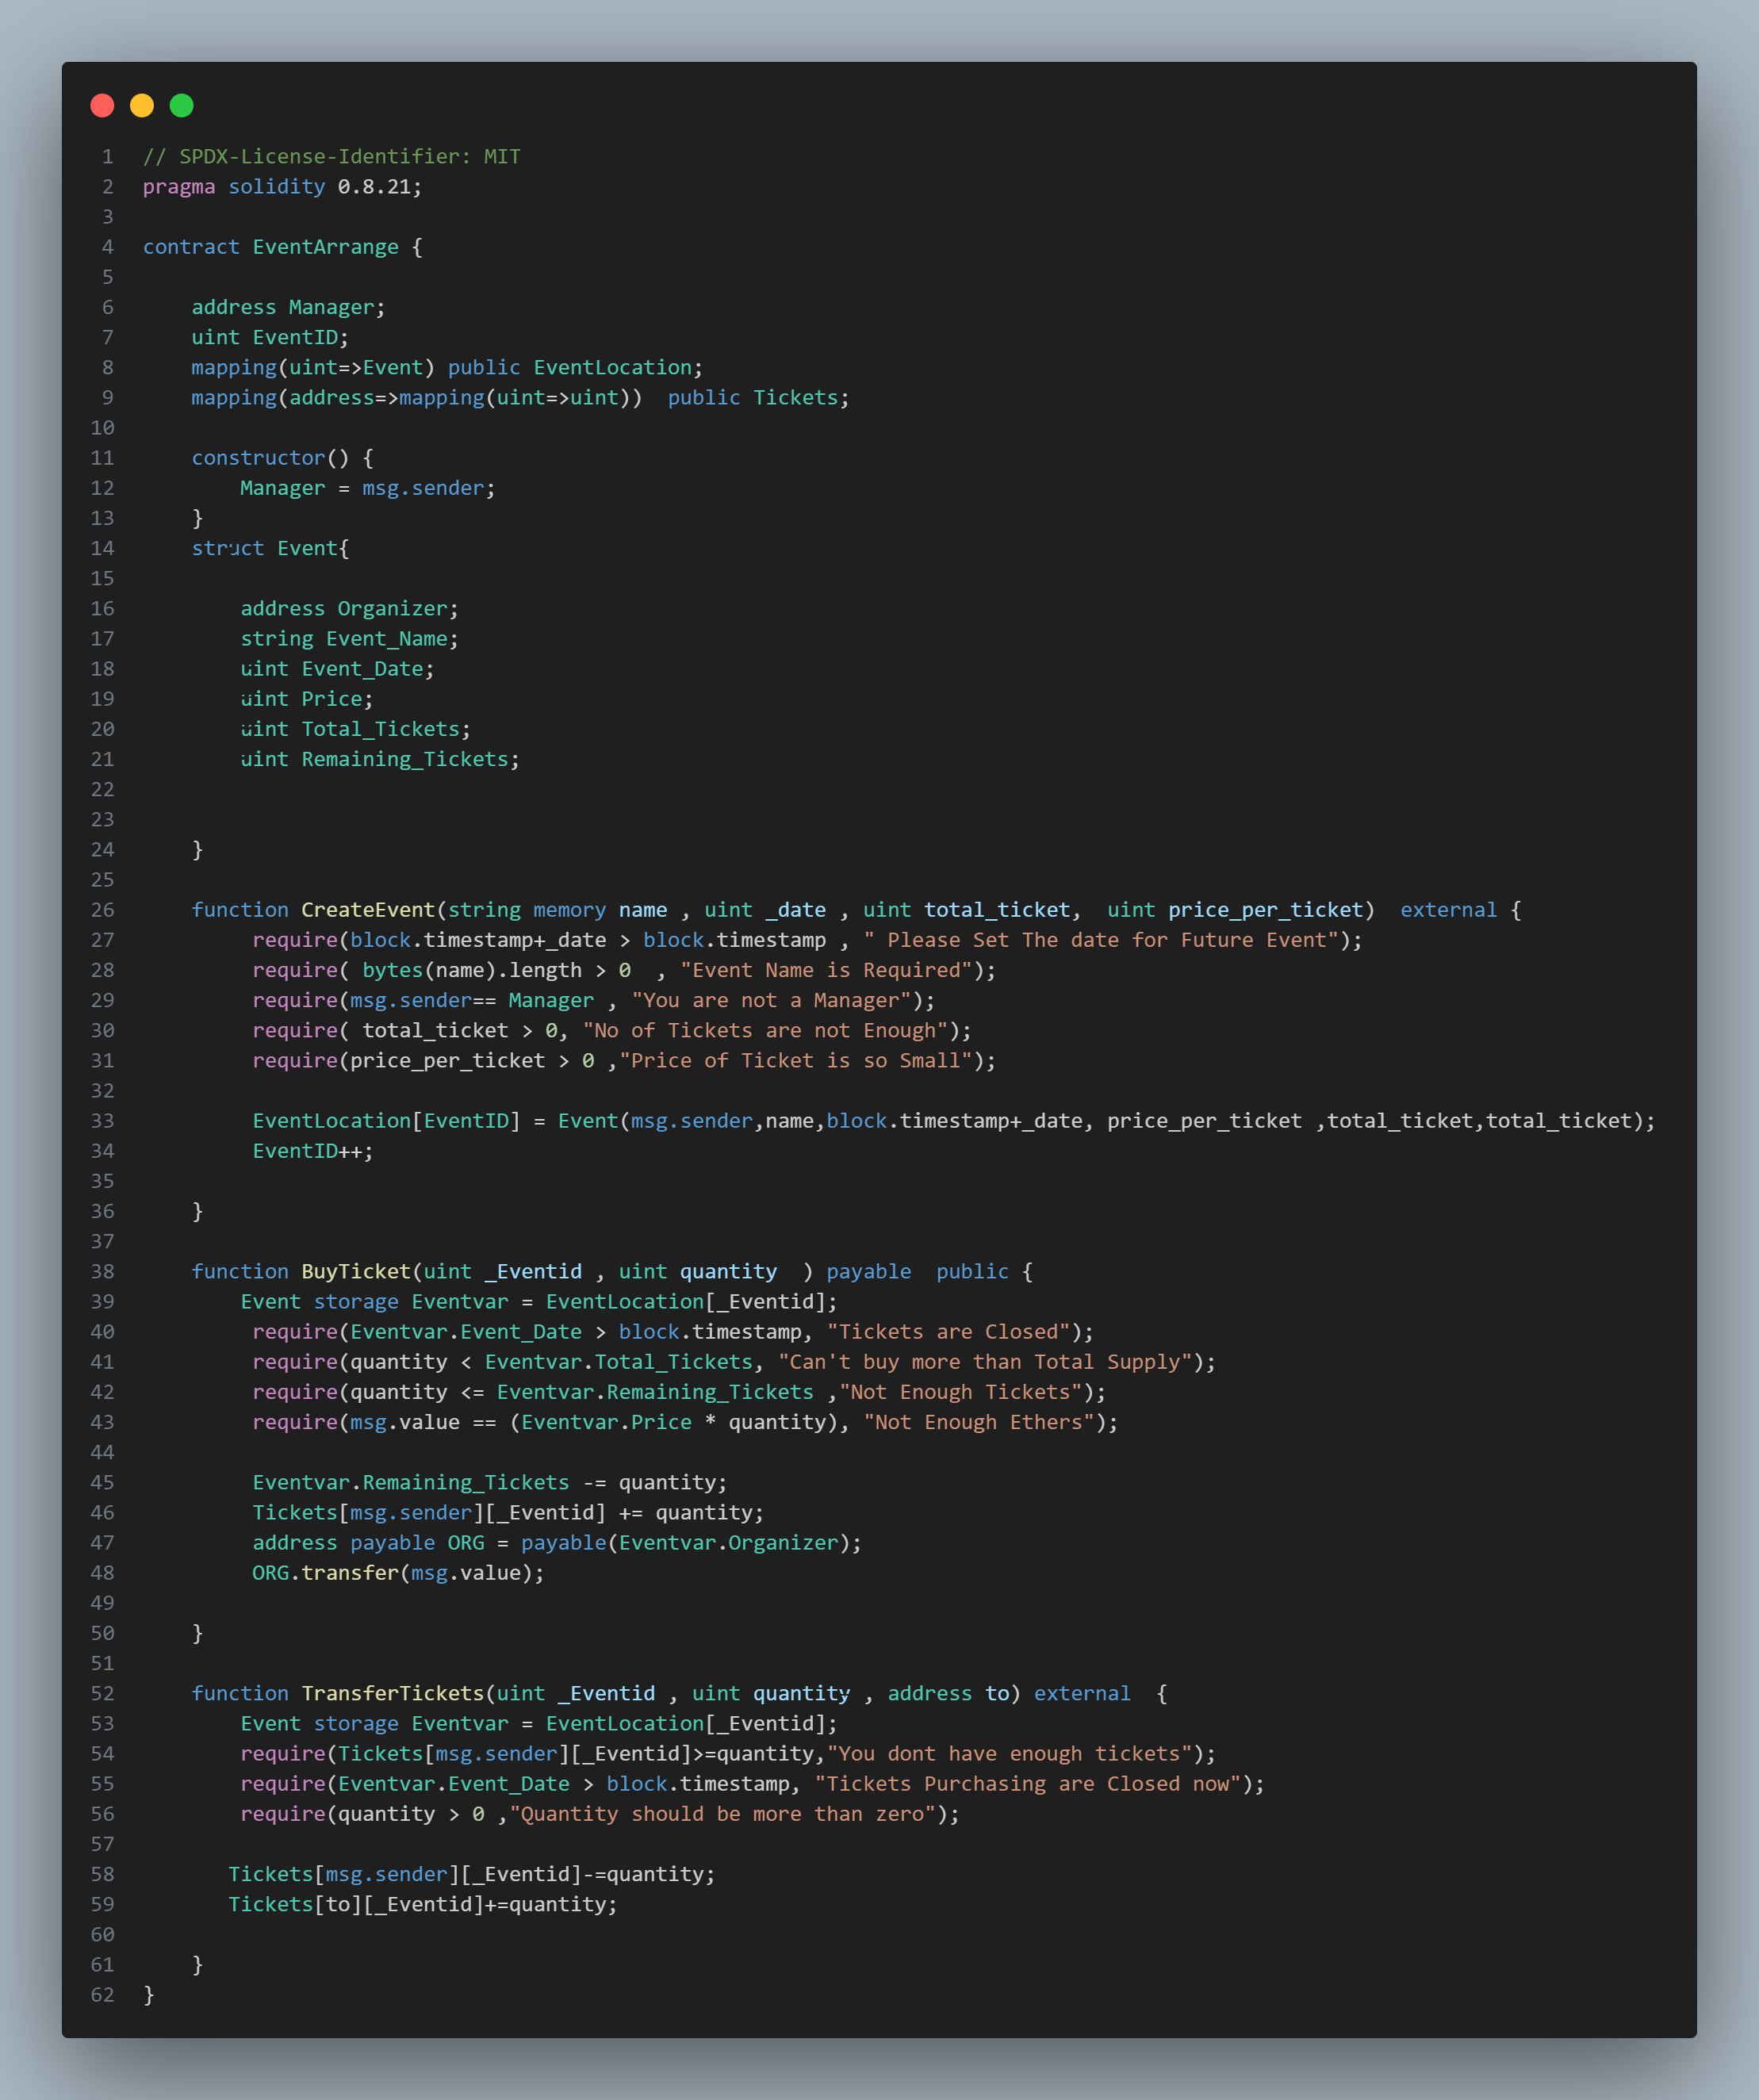 1 // SPDX-License-Identifier: MIT
2 pragma solidity 0.8.21;
3
4 contract EventArrange {
5
6     address Manager;
7     uint EventID;
8     mapping(uint=>Event) public EventLocation;
9     mapping(address=>mapping(uint=>uint))  public Tickets;
10
11     constructor() {
12         Manager = msg.sender;
13     }
14     struct Event{
15
16         address Organizer;
17         string Event_Name;
18         uint Event_Date;
19         uint Price;
20         uint Total_Tickets;
21         uint Remaining_Tickets;
22
23
24     }
25
26     function CreateEvent(string memory name , uint _date , uint total_ticket,  uint price_per_ticket)  external {
27          require(block.timestamp+_date > block.timestamp , " Please Set The date for Future Event");
28          require( bytes(name).length > 0  , "Event Name is Required");
29          require(msg.sender== Manager , "You are not a Manager");
30          require( total_ticket > 0, "No of Tickets are not Enough");
31          require(price_per_ticket > 0 ,"Price of Ticket is so Small");
32
33          EventLocation[EventID] = Event(msg.sender,name,block.timestamp+_date, price_per_ticket ,total_ticket,total_ticket);
34          EventID++;
35
36     }
37
38     function BuyTicket(uint _Eventid , uint quantity  ) payable  public {
39         Event storage Eventvar = EventLocation[_Eventid];
40          require(Eventvar.Event_Date > block.timestamp, "Tickets are Closed");
41          require(quantity < Eventvar.Total_Tickets, "Can't buy more than Total Supply");
42          require(quantity <= Eventvar.Remaining_Tickets ,"Not Enough Tickets");
43          require(msg.value == (Eventvar.Price * quantity), "Not Enough Ethers");
44
45          Eventvar.Remaining_Tickets -= quantity;
46          Tickets[msg.sender][_Eventid] += quantity;
47          address payable ORG = payable(Eventvar.Organizer);
48          ORG.transfer(msg.value);
49
50     }
51
52     function TransferTickets(uint _Eventid , uint quantity , address to) external  {
53         Event storage Eventvar = EventLocation[_Eventid];
54         require(Tickets[msg.sender][_Eventid]>=quantity,"You dont have enough tickets");
55         require(Eventvar.Event_Date > block.timestamp, "Tickets Purchasing are Closed now");
56         require(quantity > 0 ,"Quantity should be more than zero");
57
58        Tickets[msg.sender][_Eventid]-=quantity;
59        Tickets[to][_Eventid]+=quantity;
60
61     }
62 }